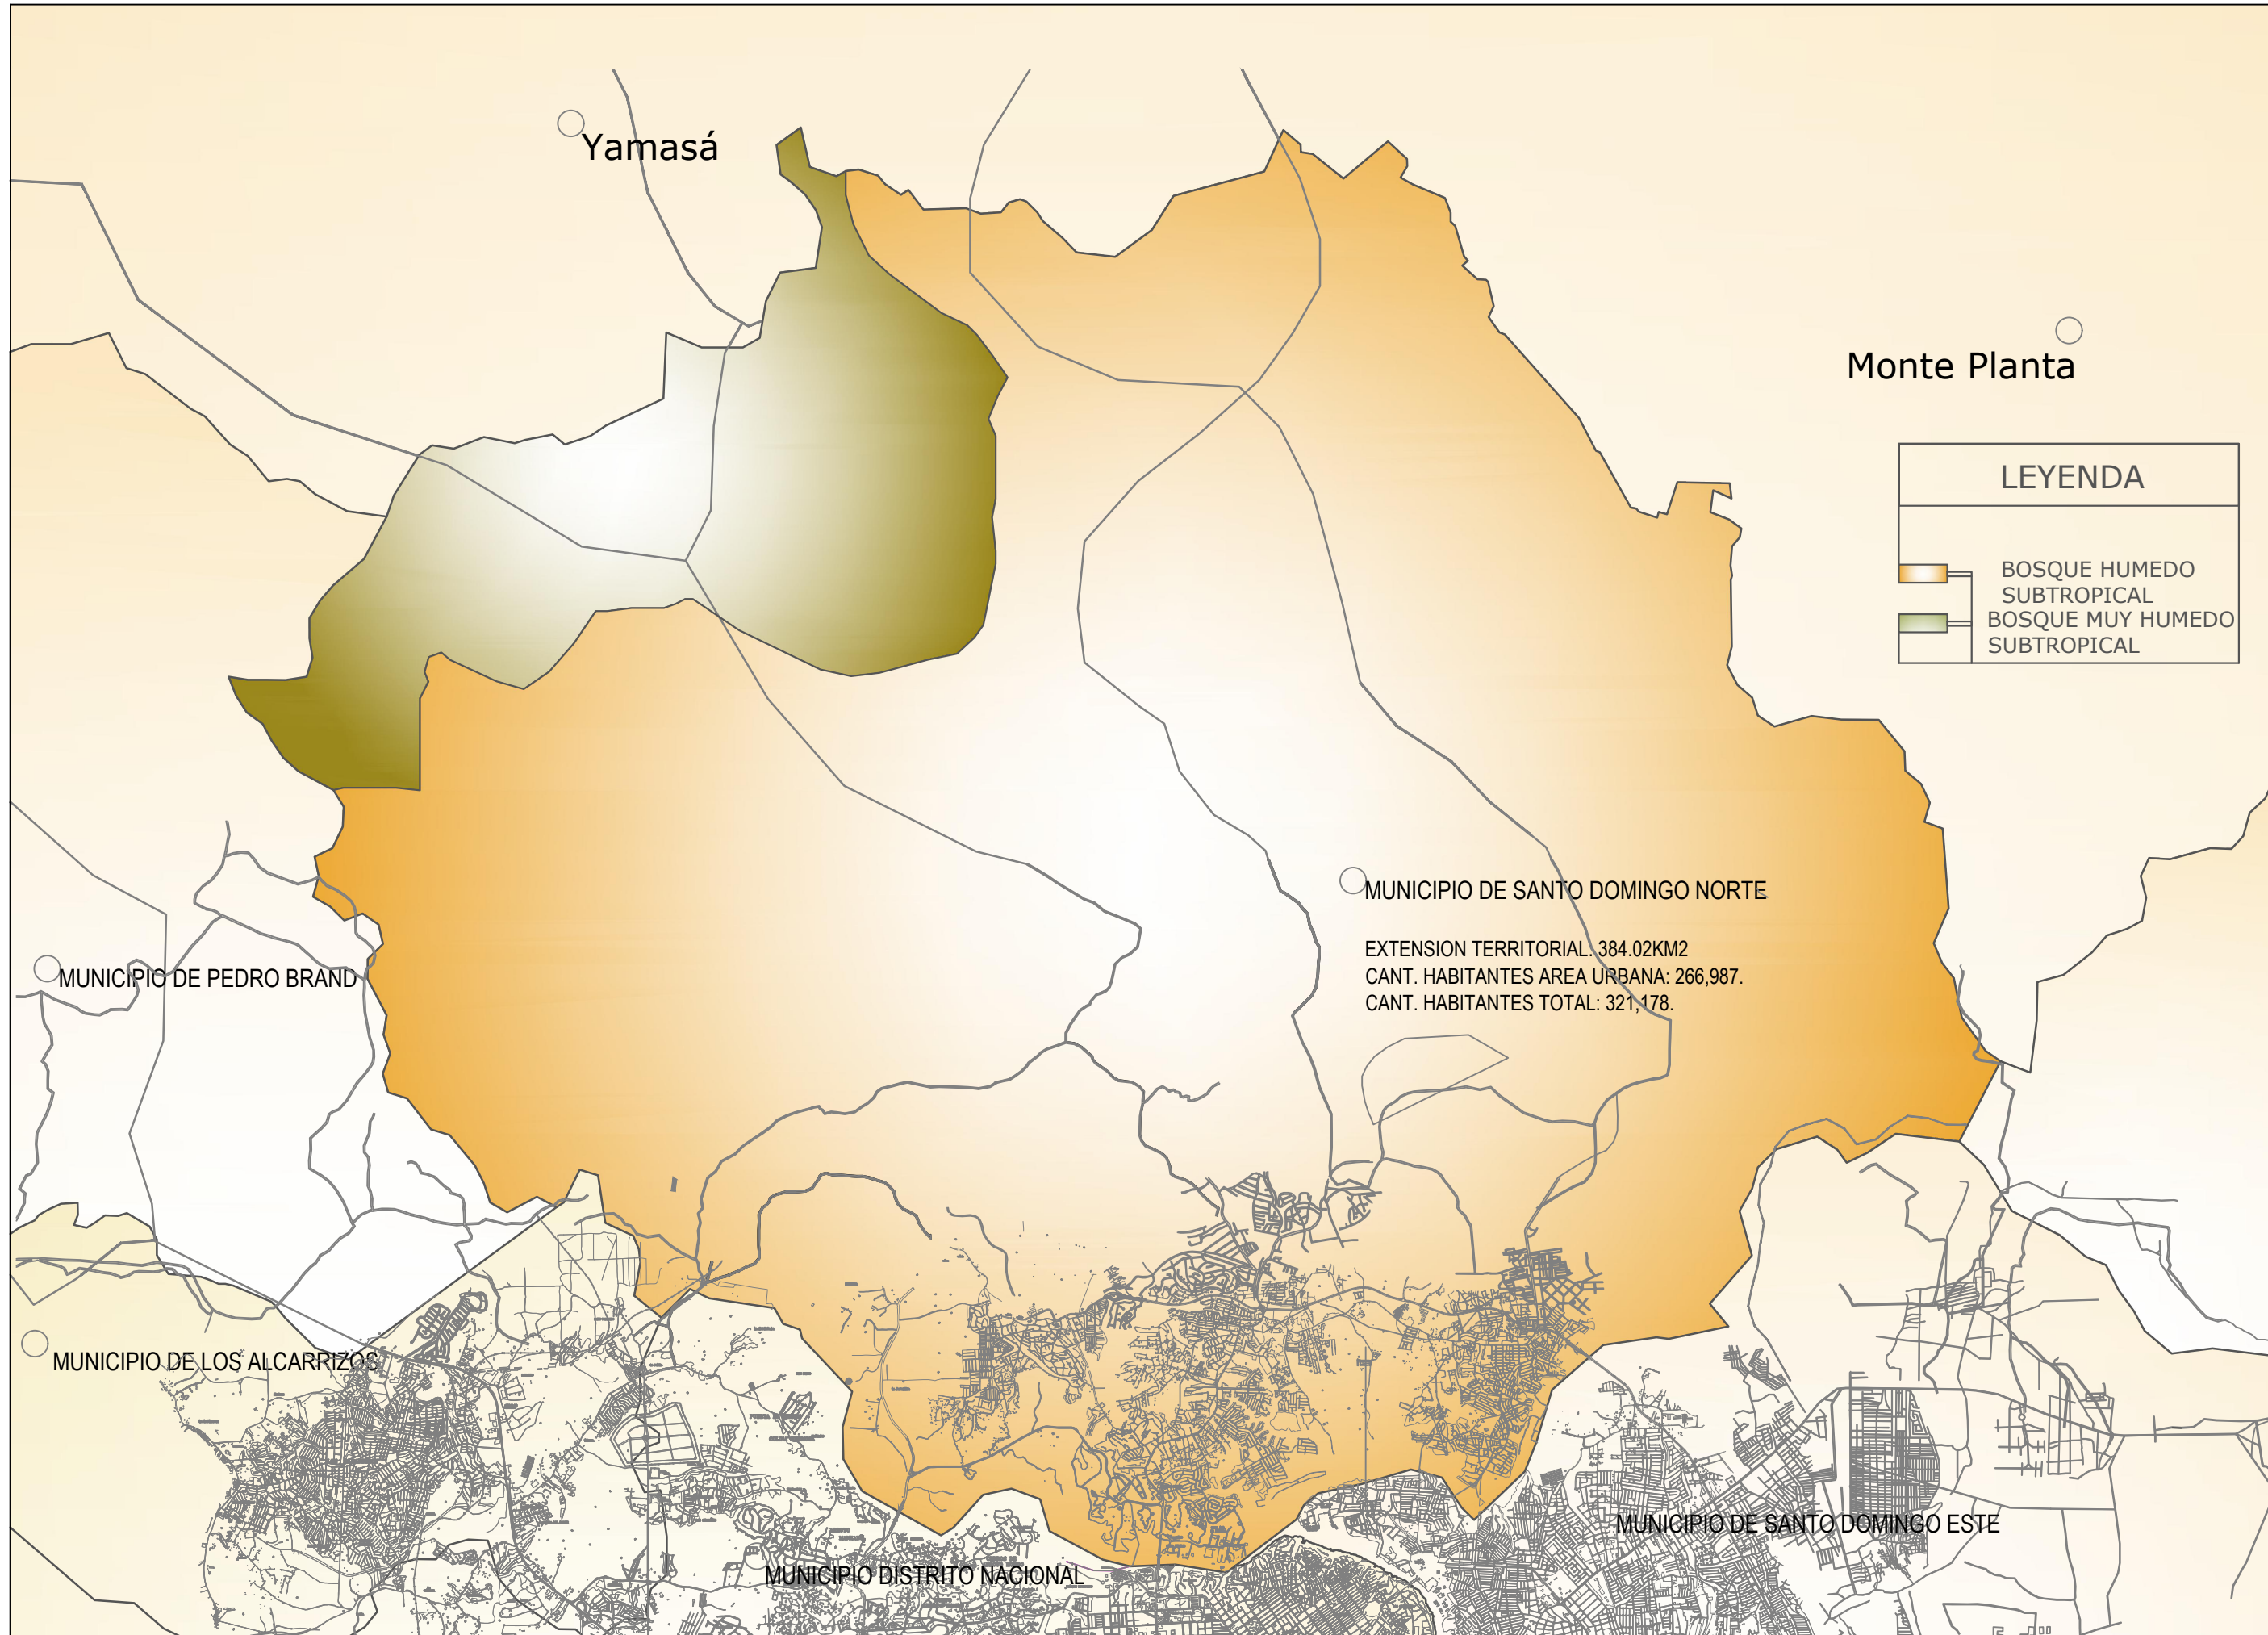 Yamasá
Monte Planta
LEYENDA
BOSQUE HUMEDO
SUBTROPICAL
BOSQUE MUY HUMEDO
SUBTROPICAL
MUNICIPIO DE SANTO DOMINGO NORTE
EXTENSION TERRITORIAL. 384.02KM2
CANT. HABITANTES AREA URBANA: 266,987.
CANT. HABITANTES TOTAL: 321,178.
MUNICIPIO DE PEDRO BRAND
MUNICIPIO DE LOS ALCARRIZOS
MUNICIPIO DE SANTO DOMINGO ESTE
MUNICIPIO DISTRITO NACIONAL